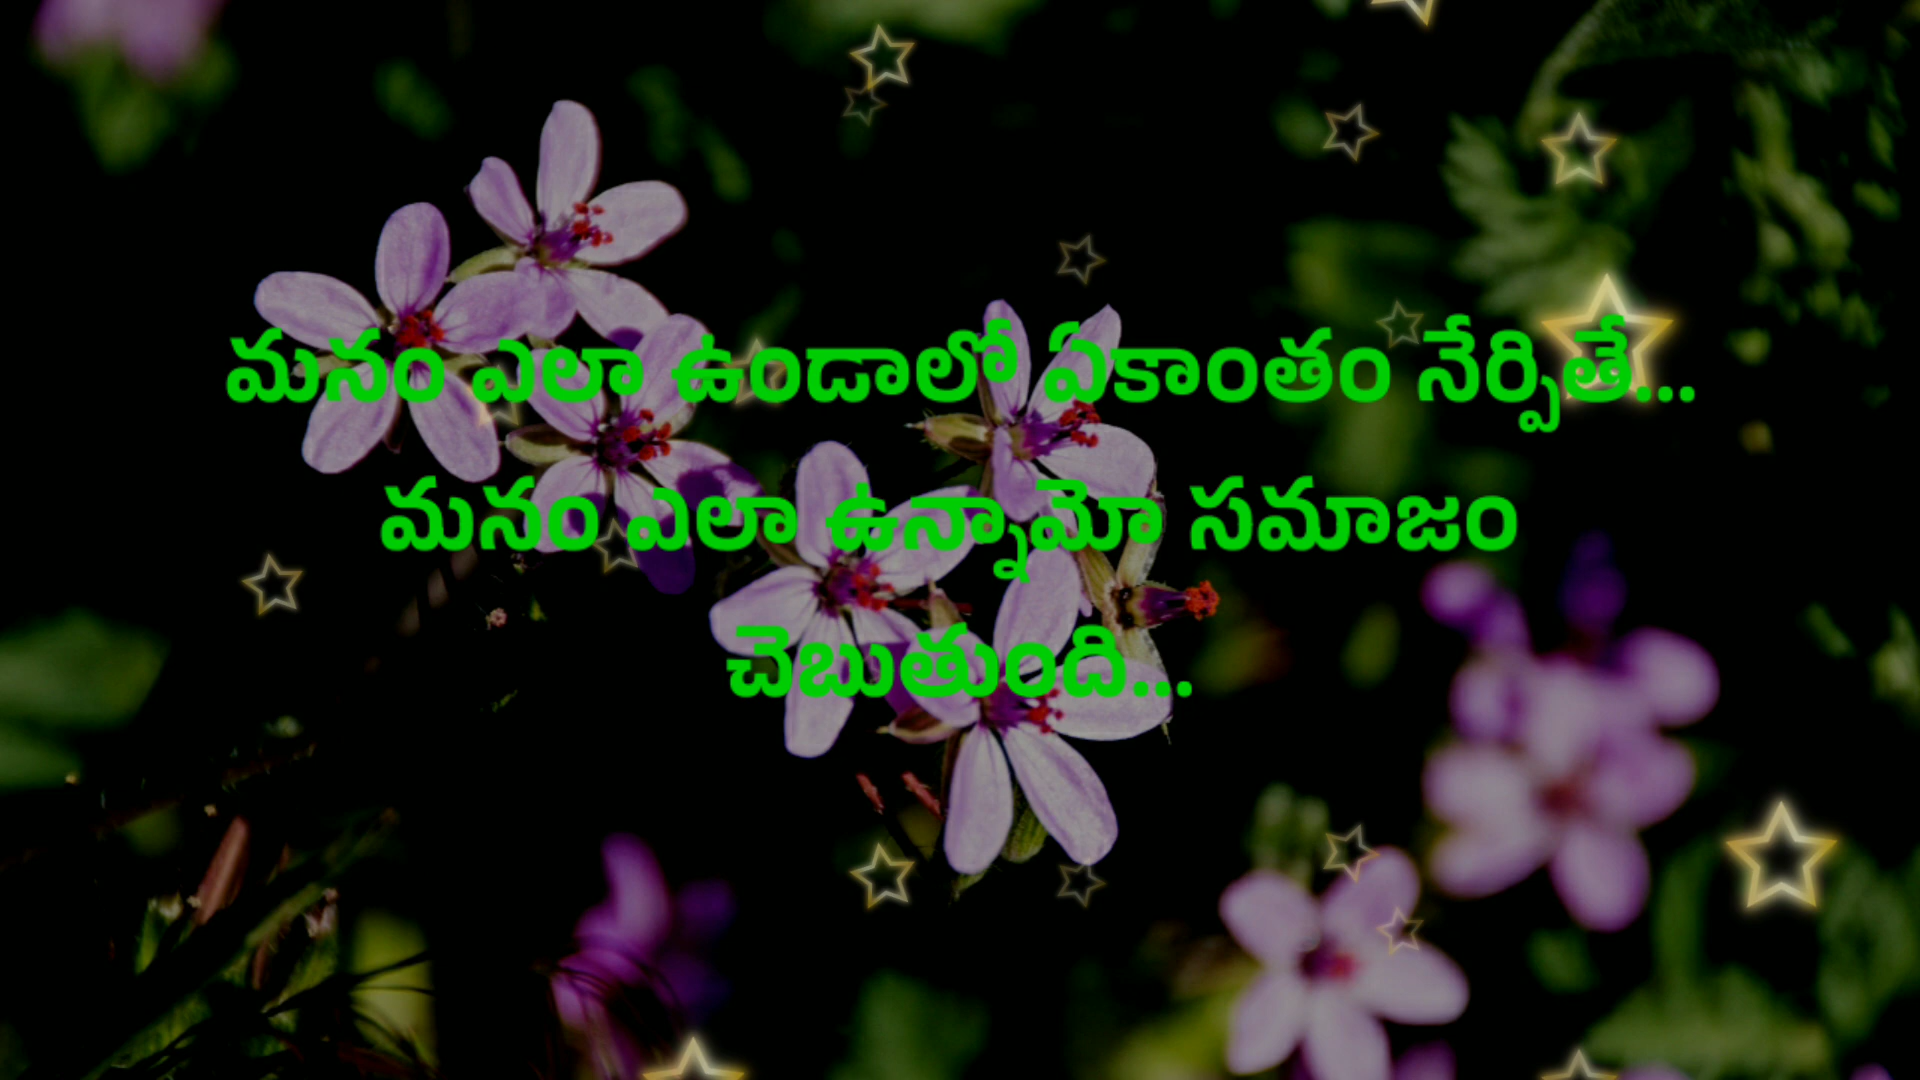 మనం ఎలా ఉండాలో ఏకాంతం నేర్పితే...
మనం ఎలా ఉన్నామో సమాజం
చెబుతుంది...